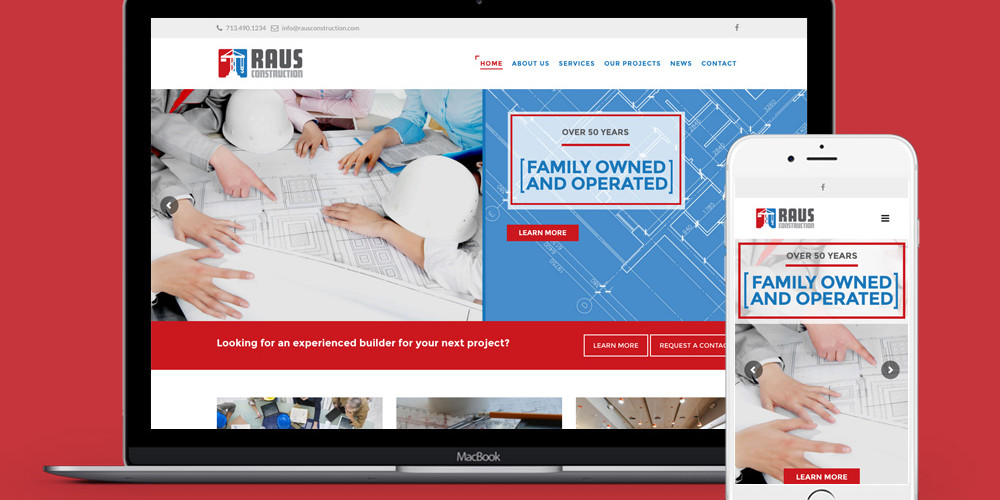 713.490.1234 info@rausconstruction.com
RAUS
CONSTRUCTION
HOME ABOUT US SERVICES OUR PROJECTS NEWS CONTACT
OVER 50 YEARS
[FAMILY OWNED
AND OPERATED]
LEARN MORE
Looking for an experienced builder for your next project?
LEARN MORE REQUEST A CONTAC
MacBook
RAUS
CONSTRUCTION
OVER 50 YEARS
[FAMILY OWNED
AND OPERATED]
LEARN MORE